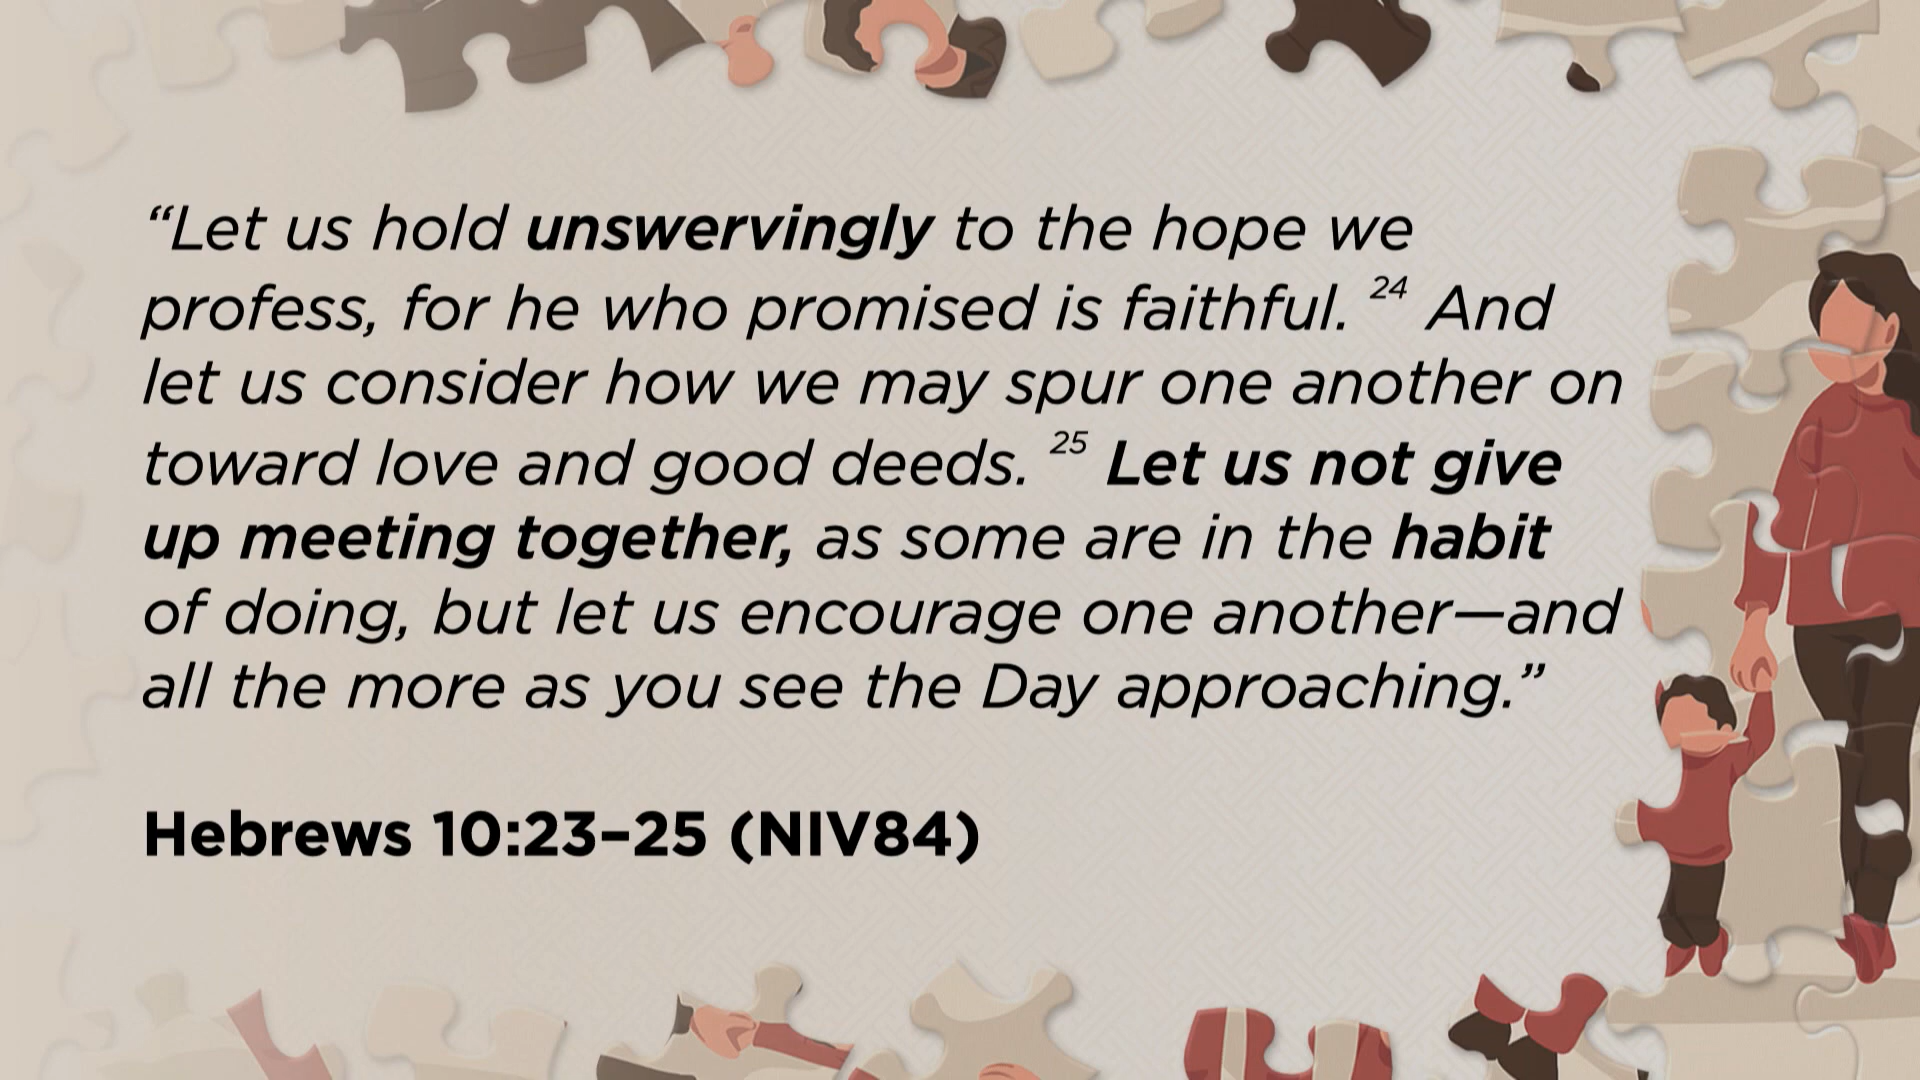 “Let us hold unswervingly to the hope we
profess, for he who promised is faithful. 24 And
let us consider how we may spur one another on
toward love and good deeds. 25 Let us not give
up meeting together, as some are in the habit
of doing, but let us encourage one another—and
all the more as you see the Day approaching.”
Hebrews 10:23–25 (NIV84)